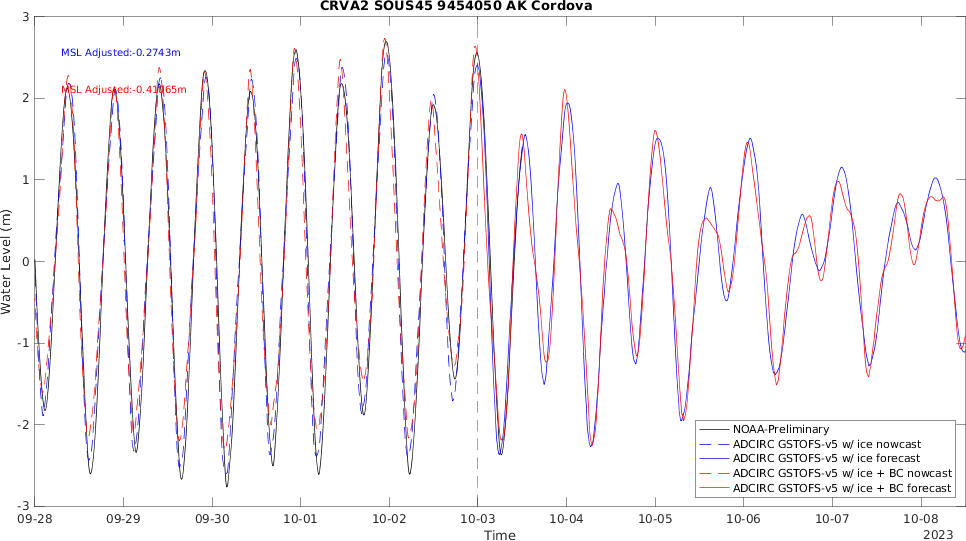 CRVA2 SOUS45 9454050 AK Cordova
3
MSL Adjusted:-0.2743m
MSL Adjusted:-0.41065m
2
1
0
-1
-2
-3
Water Level (m)
NOAA-Preliminary
ADCIRC GSTOFS-v5 w/ ice nowcast
ADCIRC GSTOFS-v5 w/ ice forecast
ADCIRC GSTOFS-v5 w/ ice + BC nowcast
ADCIRC GSTOFS-v5 w/ ice + BC forecast
09-28 09-29 09-30 10-01 10-02 10-03 10-04 10-05 10-06 10-07 10-08
Time
2023